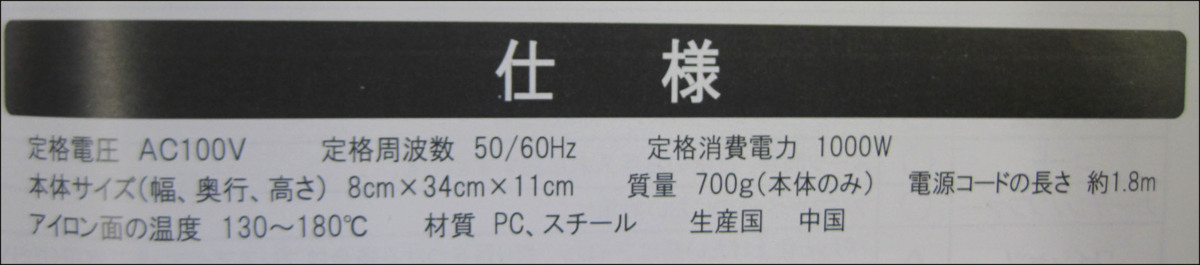 仕様
定格電圧 AC100V 定格周波数 50/60Hz 定格消費電力 1000W
本体サイズ(幅、奥行、高さ) 8cm×34cm×11cm 質量 700g(本体のみ) 電源コードの長さ 約1.8m
アイロン面の温度 130～180℃ 材質 PC、スチール 生産国 中国